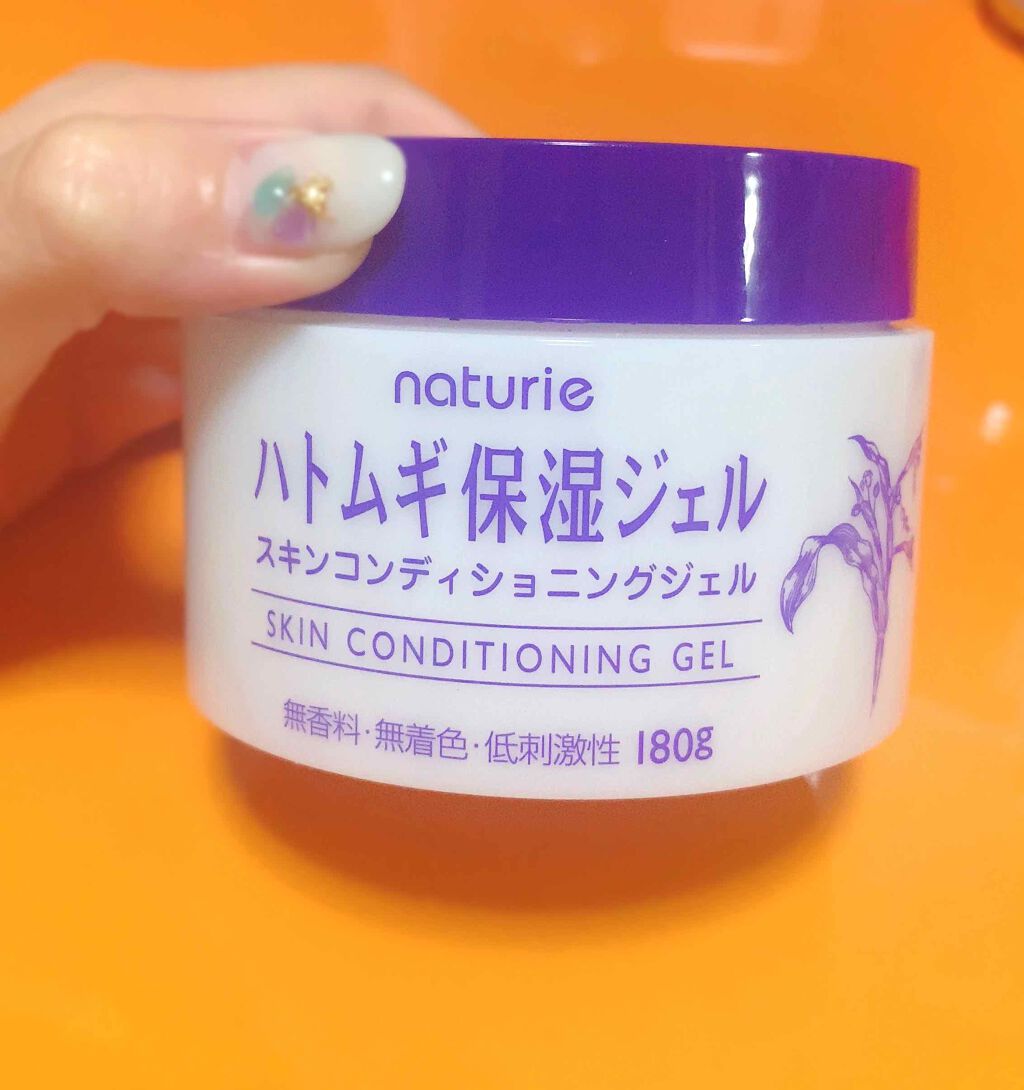 naturie
ハトムギ保湿ジェル
スキンコンディショニングジェル
SKIN CONDITIONING GEL
無香料・無着色・低刺激性 180g